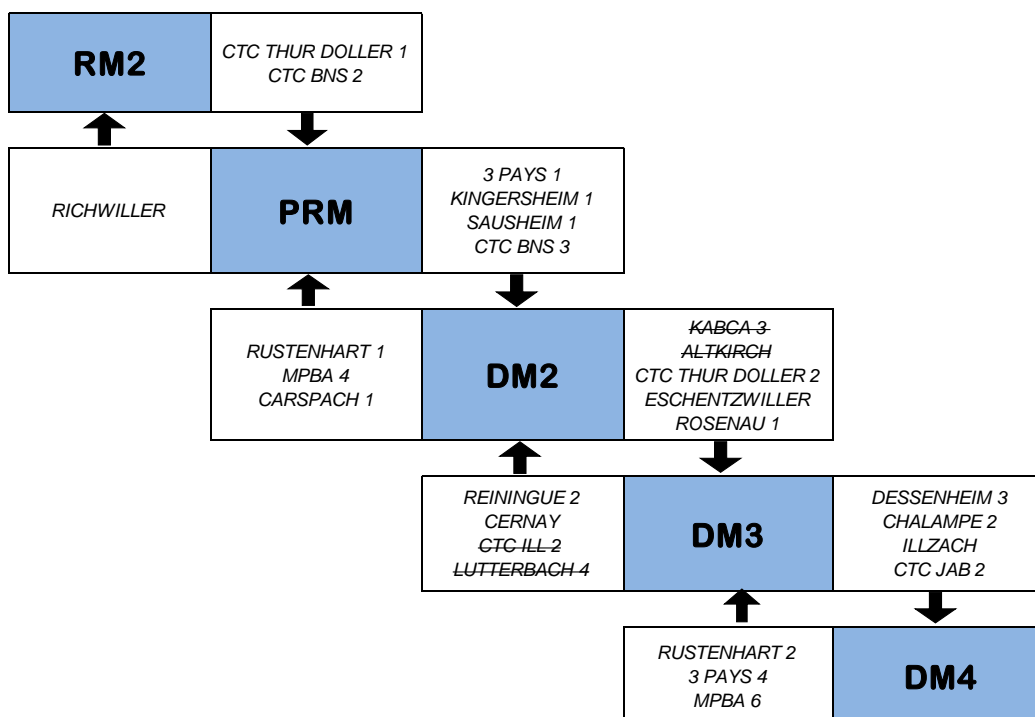 RM2
CTC THUR DOLLER 1
CTC BNS 2
RICHWILLER
PRM
3 PAYS 1
KINGERSHEIM 1
SAUSHEIM 1
CTC BNS 3
RUSTENHART 1
MPBA 4
CARSPACH 1
DM2
KABCA 3
ALTKIRCH
CTC THUR DOLLER 2
ESCHENTZWILLER
ROSENAU 1
REININGUE 2
CERNAY
CTC ILL 2
LUTTERBACH 4
DM3
DESSENHEIM 3
CHALAMPE 2
ILLZACH
CTC JAB 2
RUSTENHART 2
3 PAYS 4
MPBA 6
DM4